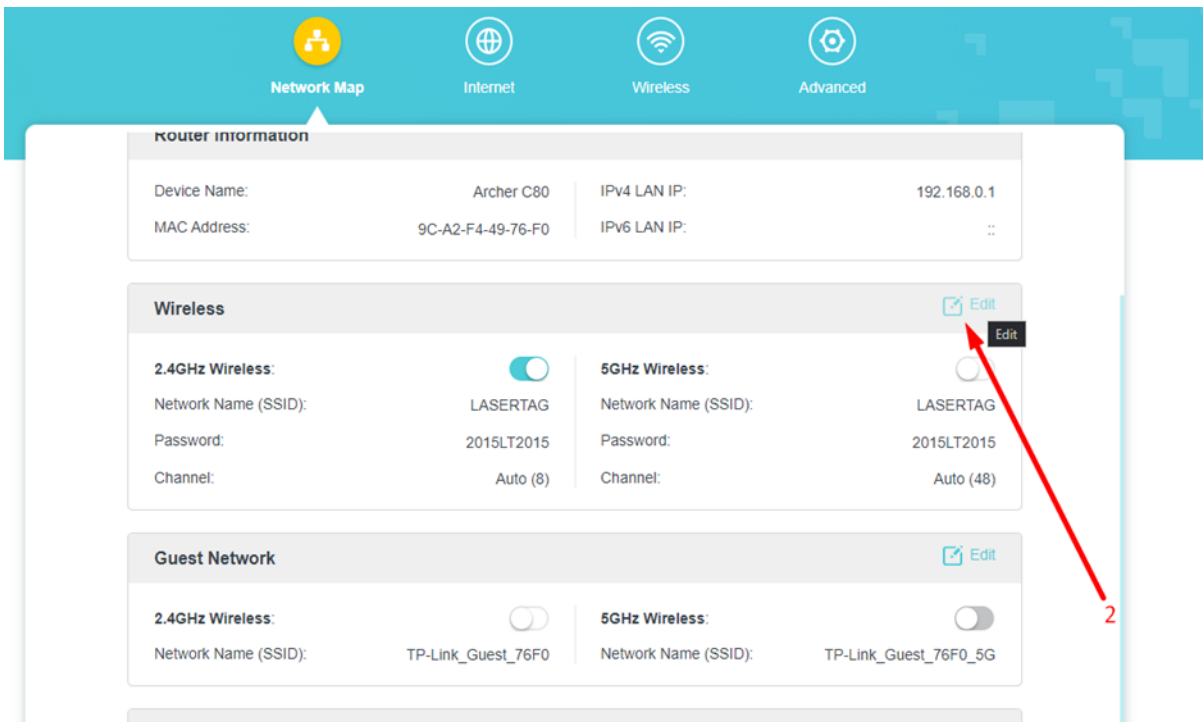 Network Map Internet Wireless Advanced
Router Information
Device Name: Archer C80 IPv4 LAN IP: 192.168.0.1
MAC Address: 9C-A2-F4-49-76-F0 IPv6 LAN IP: ::
Wireless Edit
Edit
2.4GHz Wireless: 5GHz Wireless:
Network Name (SSID): LASERTAG Network Name (SSID): LASERTAG
Password: 2015LT2015 Password: 2015LT2015
Channel: Auto (8) Channel: Auto (48)
Guest Network Edit
2.4GHz Wireless: 5GHz Wireless:
2
Network Name (SSID): TP-Link_Guest_76F0 Network Name (SSID): TP-Link_Guest_76F0_5G